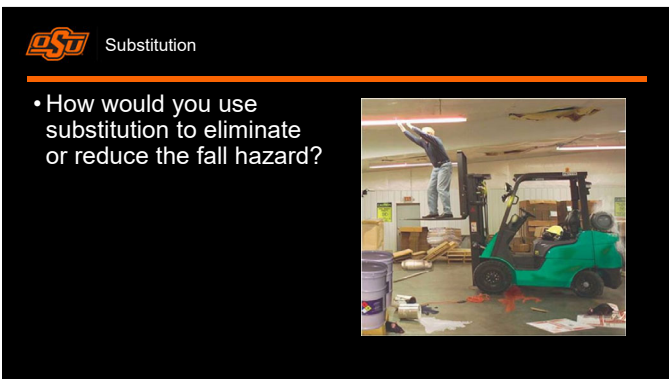 OSU
Substitution
• How would you use
substitution to eliminate
or reduce the fall hazard?